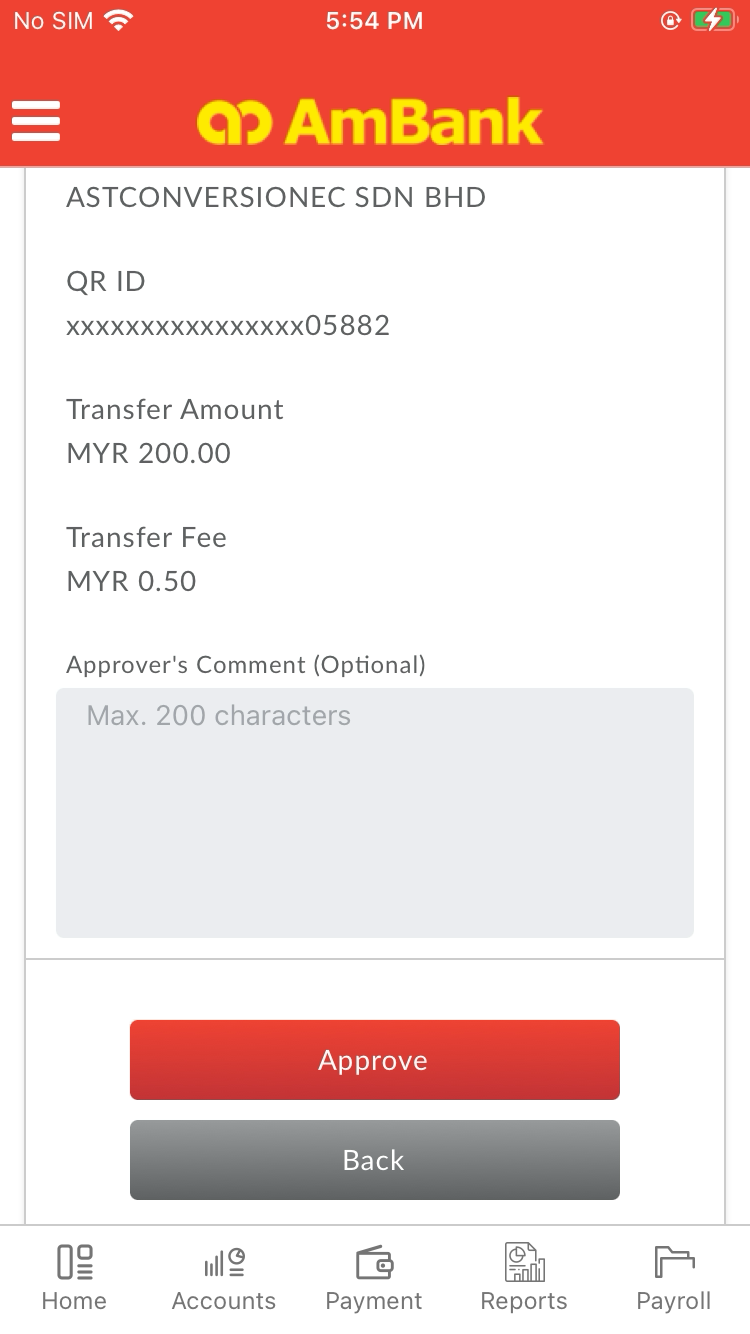 No SIM 5:54 PM
AmBank
ASTCONVERSIONEC SDN BHD
QR ID
xxxxxxxxxxxxxxxx05882
Transfer Amount
MYR 200.00
Transfer Fee
MYR 0.50
Approver's Comment (Optional)
Max. 200 characters
Approve
Back
Home Accounts Payment Reports Payroll